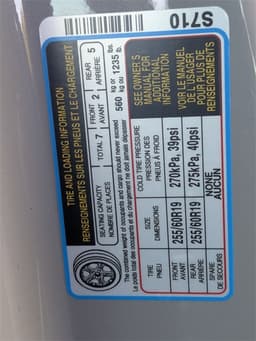 S710
TIRE AND LOADING INFORMATION
RENSEIGNEMENTS SUR LES PNEUS ET LE CHARGEMENT
SEATING CAPACITY
NOMBRE DE PLACES
TOTAL 7
FRONT 2
AVANT
REAR 5
ARRIÈRE
The combined weight of occupants and cargo should never exceed
Le poids total des occupants et du chargement ne doit jamais dépasser
560 kg or 1235 lbs.
kg ou lb.
TIRE
PNEU
SIZE
DIMENSIONS
COLD TIRE PRESSURE
PRESSION DES
PNEUS À FROID
FRONT
AVANT
255/60R19
270kPa, 39psi
REAR
ARRIÈRE
255/60R19
275kPa, 40psi
SPARE
DE SECOURS
NONE
AUCUN
SEE OWNER'S
MANUAL FOR
ADDITIONAL
INFORMATION
VOIR LE MANUEL
DE L'USAGER
POUR PLUS DE
RENSEIGNEMENTS